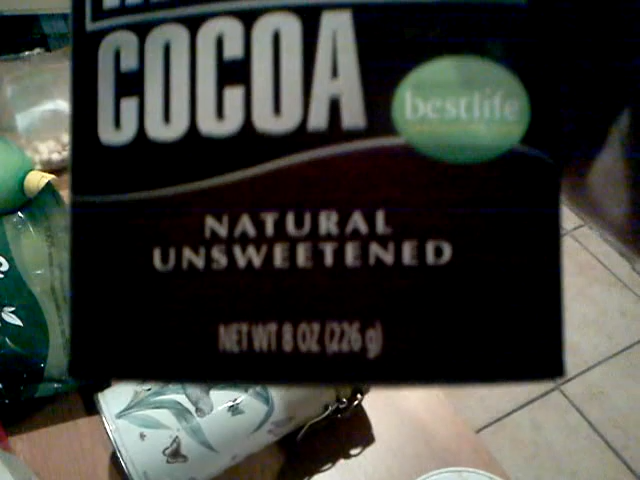 COCOA
bestlife
NATURAL
UNSWEETENED
NET WT 8 OZ (226 g)